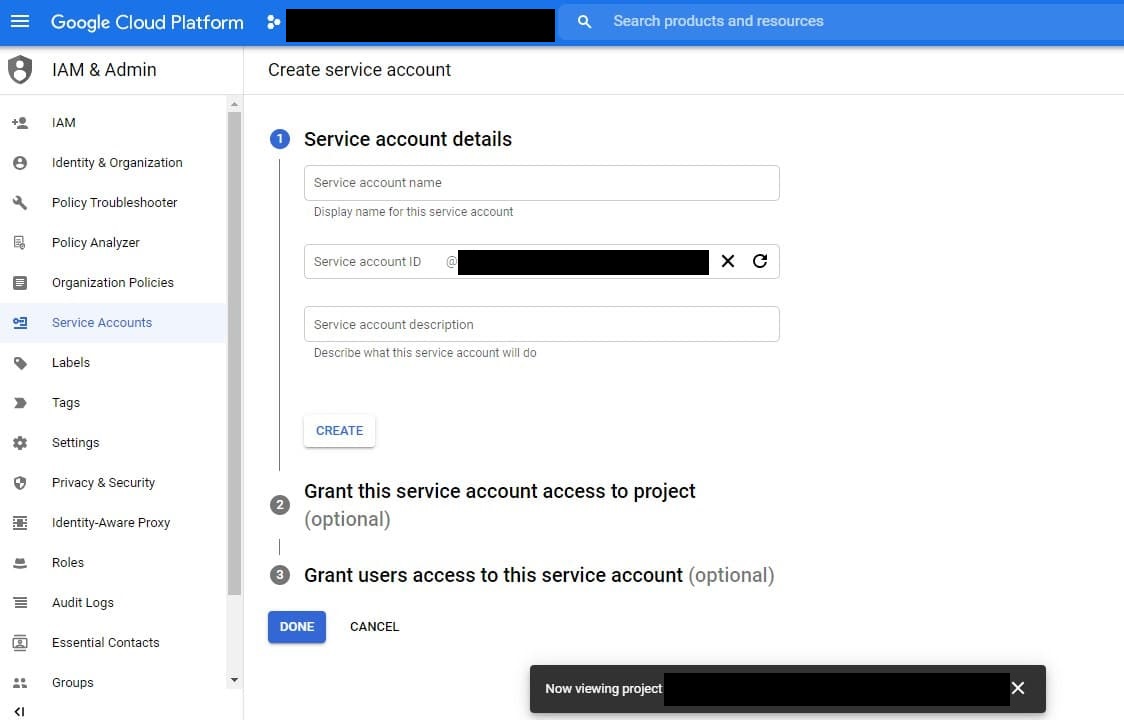 Google Cloud Platform
Search products and resources
IAM & Admin
Create service account
IAM
Identity & Organization
Policy Troubleshooter
Policy Analyzer
Organization Policies
Service Accounts
Labels
Tags
Settings
Privacy & Security
Identity-Aware Proxy
Roles
Audit Logs
Essential Contacts
Groups
1 Service account details
Service account name
Display name for this service account
Service account ID @
Service account description
Describe what this service account will do
CREATE
2 Grant this service account access to project
(optional)
3 Grant users access to this service account (optional)
DONE CANCEL
Now viewing project